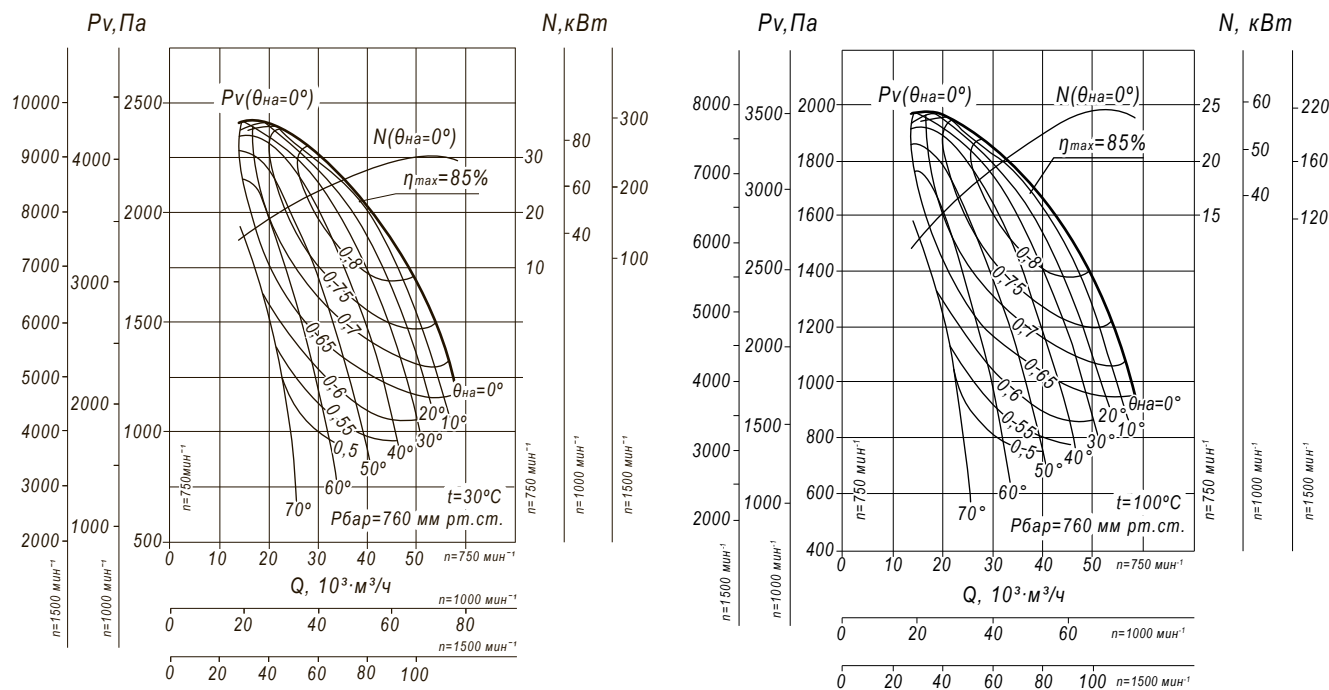 Pv,Па
N,кВт
10000
9000
8000
7000
6000
5000
4000
3000
2000
n=1500 мин⁻¹
4000
3000
2000
1000
n=1000 мин⁻¹
2500
2000
1500
1000
500
n=750мин⁻¹
Pv(θна=0°)
N(θна=0°)
ηmax=85%
0,8
0,75
0,7
0,65
0,6
0,55
0,5
θна=0°
10°
20°
30°
40°
50°
60°
70°
t=30°C
Рбар=760 мм рт.ст.
30
20
10
n=750 мин⁻¹
80
60
40
n=1000 мин⁻¹
300
200
100
n=1500 мин⁻¹
0 10 20 30 40 50 n=750 мин⁻¹
Q, 10³·м³/ч
n=1000 мин⁻¹
0 20 40 60 80
n=1500 мин⁻¹
0 20 40 60 80 100
Pv,Па
N, кВт
8000
7000
6000
5000
4000
3000
2000
n=1500 мин⁻¹
3500
3000
2500
2000
1500
1000
n=1000 мин⁻¹
2000
1800
1600
1400
1200
1000
800
600
400
n=750 мин⁻¹
Pv(θна=0°)
N(θна=0°)
ηmax=85%
0,8
0,75
0,7
0,65
0,6
0,55
0,5
θна=0°
10°
20°
30°
40°
50°
60°
70°
t=100°C
Рбар=760 мм рт.ст.
25
20
15
n=750 мин⁻¹
60
50
40
n=1000 мин⁻¹
220
160
120
n=1500 мин⁻¹
0 10 20 30 40 50 n=750 мин⁻¹
Q, 10³·м³/ч
0 20 40 60 n=1000 мин⁻¹
0 20 40 60 80 100 n=1500 мин⁻¹